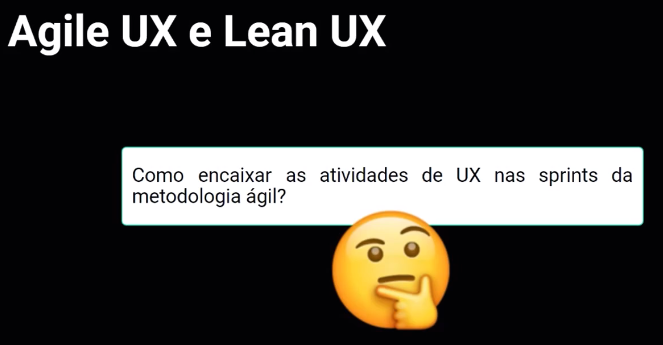 Agile UX e Lean UX
Como encaixar as atividades de UX nas sprints da
metodologia ágil?